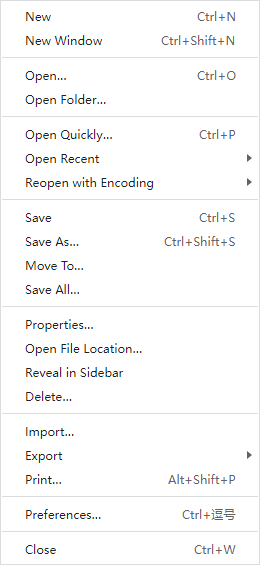 New Ctrl+N
New Window Ctrl+Shift+N
Open... Ctrl+O
Open Folder...
Open Quickly... Ctrl+P
Open Recent
Reopen with Encoding
Save Ctrl+S
Save As... Ctrl+Shift+S
Move To...
Save All...
Properties...
Open File Location...
Reveal in Sidebar
Delete...
Import...
Export
Print... Alt+Shift+P
Preferences... Ctrl+逗号
Close Ctrl+W